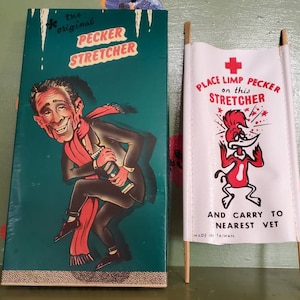 the
original
PECKER
STRETCHER
PLACE LIMP PECKER
on this
STRETCHER
AND CARRY TO
NEAREST VET
MADE IN TAIWAN